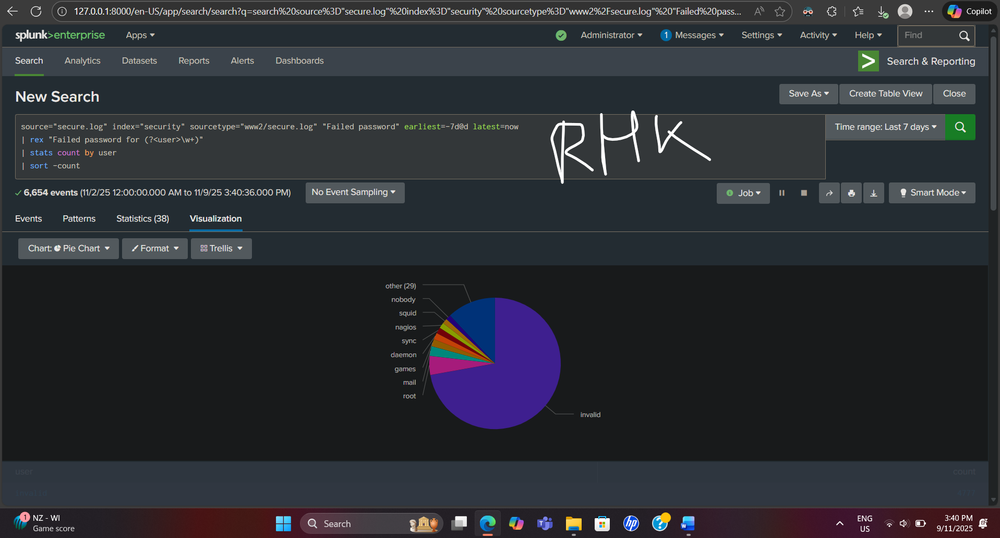 127.0.0.1:8000/en-US/app/search/search?q=search%20source%3D"secure.log"%20index%3D"security"%20sourcetype%3D"www2%2Fsecure.log"%20"Failed%20pass...
Copilot
splunk>enterprise Apps Administrator 1 Messages Settings Activity Help Find
Search Analytics Datasets Reports Alerts Dashboards > Search & Reporting
New Search Save As Create Table View Close
source="secure.log" index="security" sourcetype="www2/secure.log" "Failed password" earliest=-7d@d latest=now
| rex "Failed password for (?<user>\w+)"
| stats count by user
| sort -count
RHK
Time range: Last 7 days
6,654 events (11/2/25 12:00:00.000 AM to 11/9/25 3:40:36.000 PM) No Event Sampling Job Smart Mode
Events Patterns Statistics (38) Visualization
Chart: Pie Chart Format Trellis
other (29)
nobody
squid
nagios
sync
daemon
games
mail
root
invalid
user count
invalid 4777
1 NZ - WI
Game score
Search
ENG
US
3:40 PM
9/11/2025